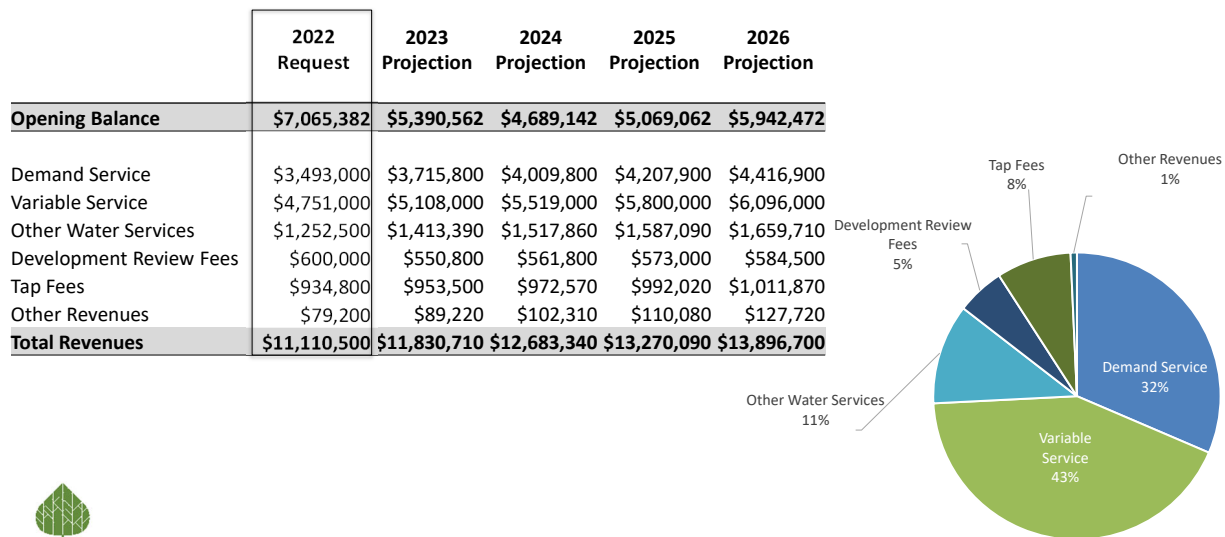 2022 2023 2024 2025 2026
Request Projection Projection Projection Projection
Opening Balance $7,065,382 $5,390,562 $4,689,142 $5,069,062 $5,942,472
Demand Service $3,493,000 $3,715,800 $4,009,800 $4,207,900 $4,416,900
Variable Service $4,751,000 $5,108,000 $5,519,000 $5,800,000 $6,096,000
Other Water Services $1,252,500 $1,413,390 $1,517,860 $1,587,090 $1,659,710
Development Review Fees $600,000 $550,800 $561,800 $573,000 $584,500
Tap Fees $934,800 $953,500 $972,570 $992,020 $1,011,870
Other Revenues $79,200 $89,220 $102,310 $110,080 $127,720
Total Revenues $11,110,500 $11,830,710 $12,683,340 $13,270,090 $13,896,700
Other Revenues
1%
Tap Fees
8%
Development Review
Fees
5%
Demand Service
32%
Other Water Services
11%
Variable
Service
43%